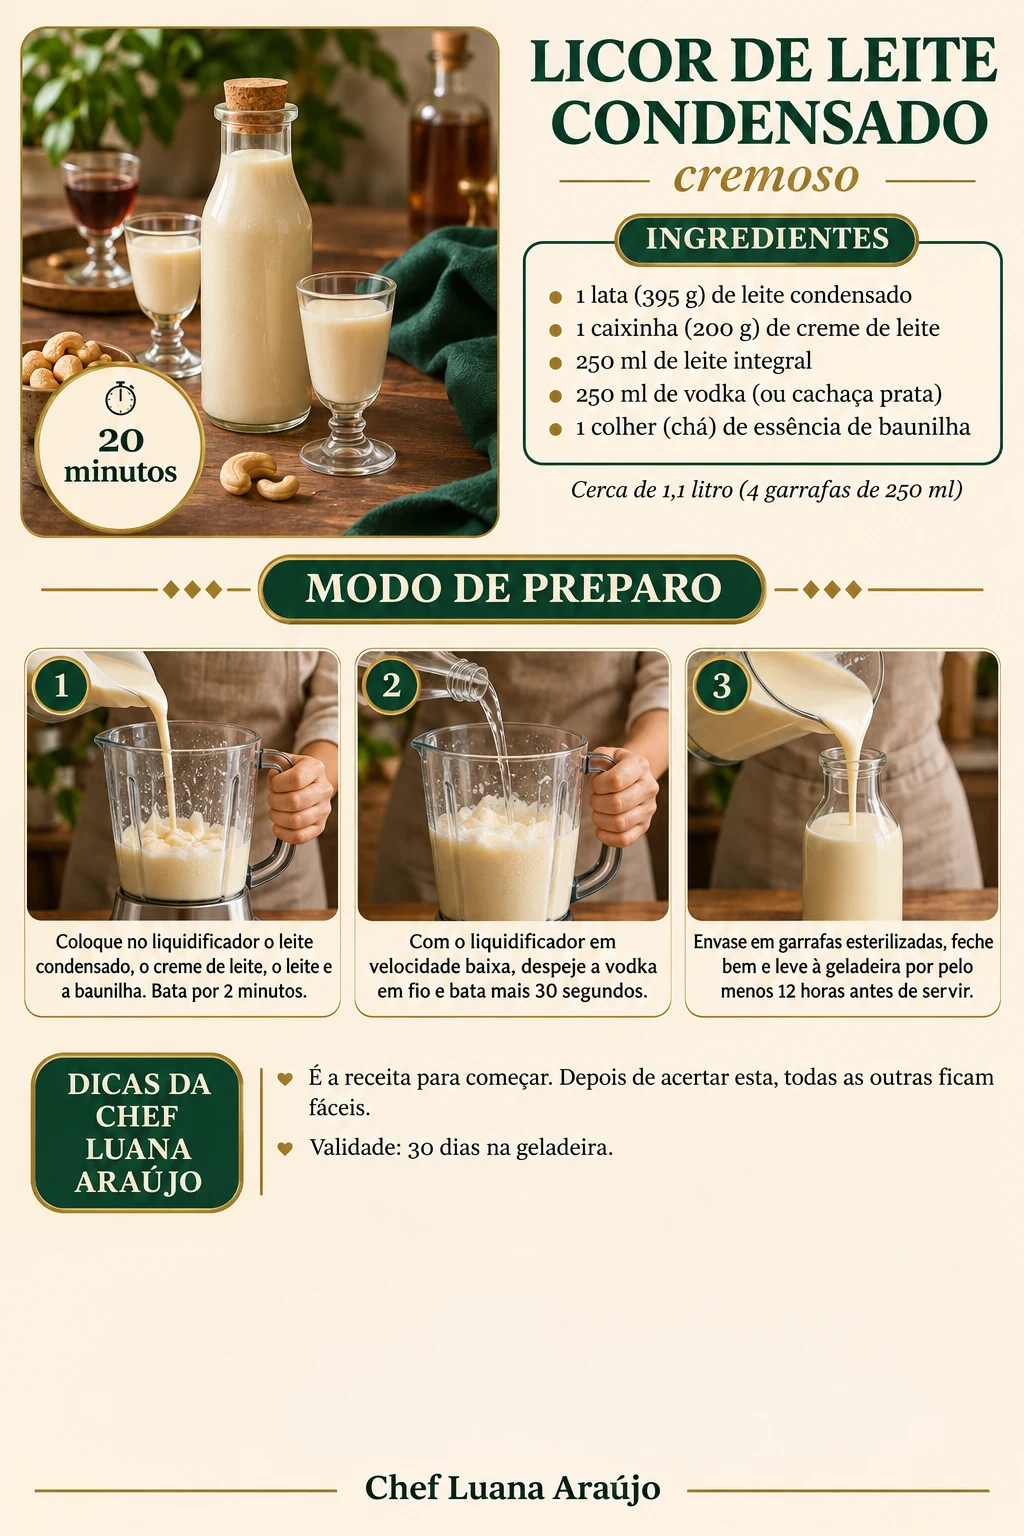 LICOR DE LEITE
CONDENSADO
cremoso
INGREDIENTES
1 lata (395 g) de leite condensado
1 caixinha (200 g) de creme de leite
250 ml de leite integral
250 ml de vodka (ou cachaça prata)
1 colher (chá) de essência de baunilha
Cerca de 1,1 litro (4 garrafas de 250 ml)
20
minutos
MODO DE PREPARO
1
Coloque no liquidificador o leite
condensado, o creme de leite, o leite e
a baunilha. Bata por 2 minutos.
2
Com o liquidificador em
velocidade baixa, despeje a vodka
em fio e bata mais 30 segundos.
3
Envase em garrafas esterilizadas, feche
bem e leve à geladeira por pelo
menos 12 horas antes de servir.
DICAS DA
CHEF
LUANA
ARAÚJO
É a receita para começar. Depois de acertar esta, todas as outras ficam
fáceis.
Validade: 30 dias na geladeira.
Chef Luana Araújo